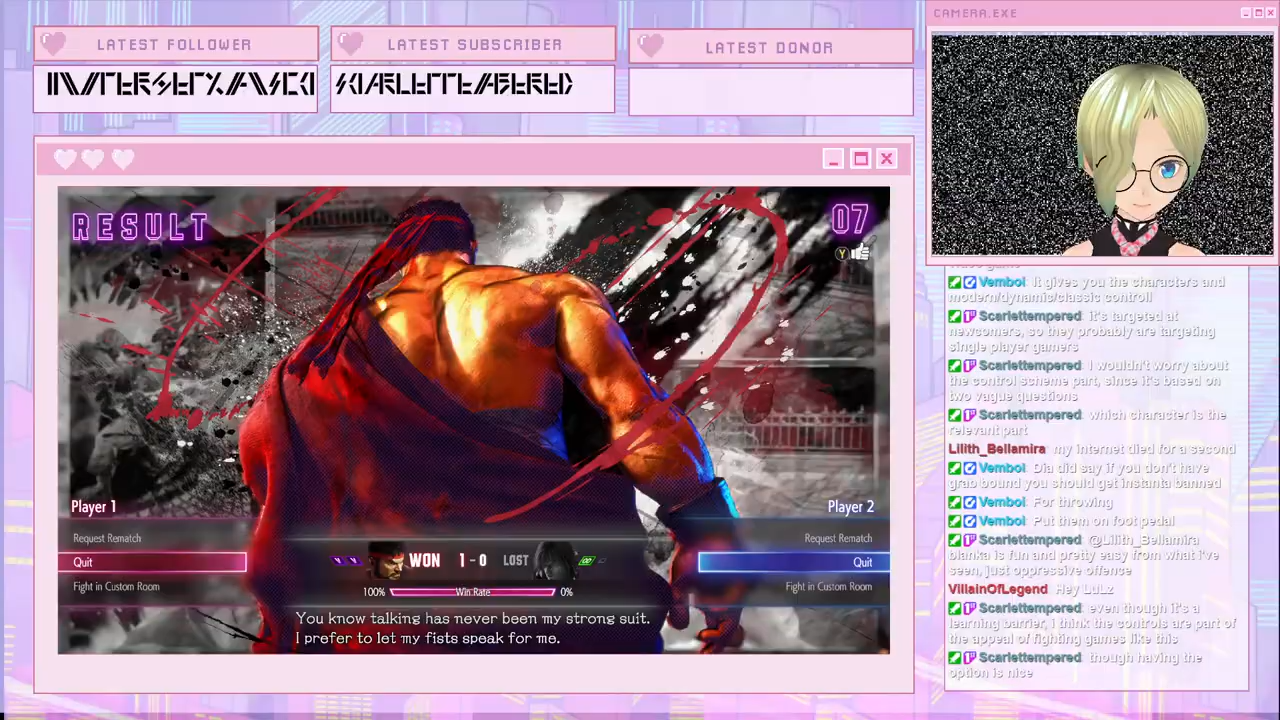 LATEST FOLLOWER
LATEST SUBSCRIBER
LATEST DONOR
CAMERA.EXE
RESULT
07
Y
Player 1
Player 2
Request Rematch
Request Rematch
Quit
WON 1 - 0 LOST
Quit
Fight in Custom Room
100% Win Rate 0%
Fight in Custom Room
You know talking has never been my strong suit.
I prefer to let my fists speak for me.
Vembol It gives you the characters and
modern/dynamic/classic controll
Scarlettempered it's targeted at
newcomers, so they probably are targeting
single player gamers
Scarlettempered I wouldn't worry about
the control scheme part, since it's based on
two vague questions
Scarlettempered which character is the
relevant part
Lilith_Bellamira my internet died for a second
Vembol Dia did say if you don't have
grab bound you should get instanta banned
Vembol For throwing
Vembol Put them on foot pedal
Scarlettempered @Lilith_Bellamira
blanka is fun and pretty easy from what i've
seen, just oppressive offence
VillainOfLegend Hey LuLz
Scarlettempered even though it's a
learning barrier, i think the controls are part of
the appeal of fighting games like this
Scarlettempered though having the
option is nice